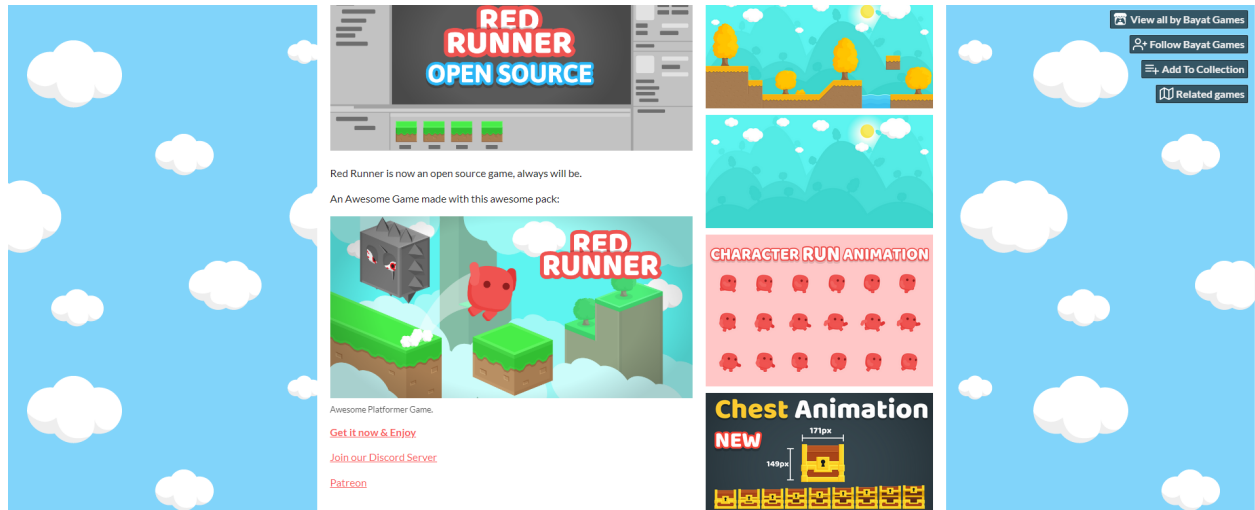 RED
RUNNER
OPEN SOURCE
Red Runner is now an open source game, always will be.
An Awesome Game made with this awesome pack:
RED
RUNNER
Awesome Platformer Game.
Get it now & Enjoy
Join our Discord Server
Patreon
CHARACTER RUN ANIMATION
Chest Animation
NEW
171px
149px
View all by Bayat Games
Follow Bayat Games
Add To Collection
Related games